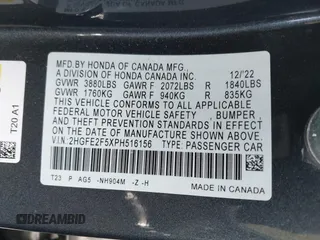 MFD.BY HONDA OF CANADA MFG.,
A DIVISION OF HONDA CANADA INC. 12/'22
GVWR 3880LBS GAWR F 2072LBS R 1840LBS
GVWR 1760KG GAWR F 940KG R 835KG
THIS VEHICLE CONFORMS TO ALL APPLICABLE
FEDERAL MOTOR VEHICLE SAFETY, BUMPER,
AND THEFT PREVENTION STANDARDS IN EFFECT
ON THE DATE OF MANUFACTURE SHOWN ABOVE.
V.I.N:2HGFE2F5XPH516156 TYPE:PASSENGER CAR
T23 P AG5 -NH904M -Z -H
MADE IN CANADA
T20 A1
DREAMBID